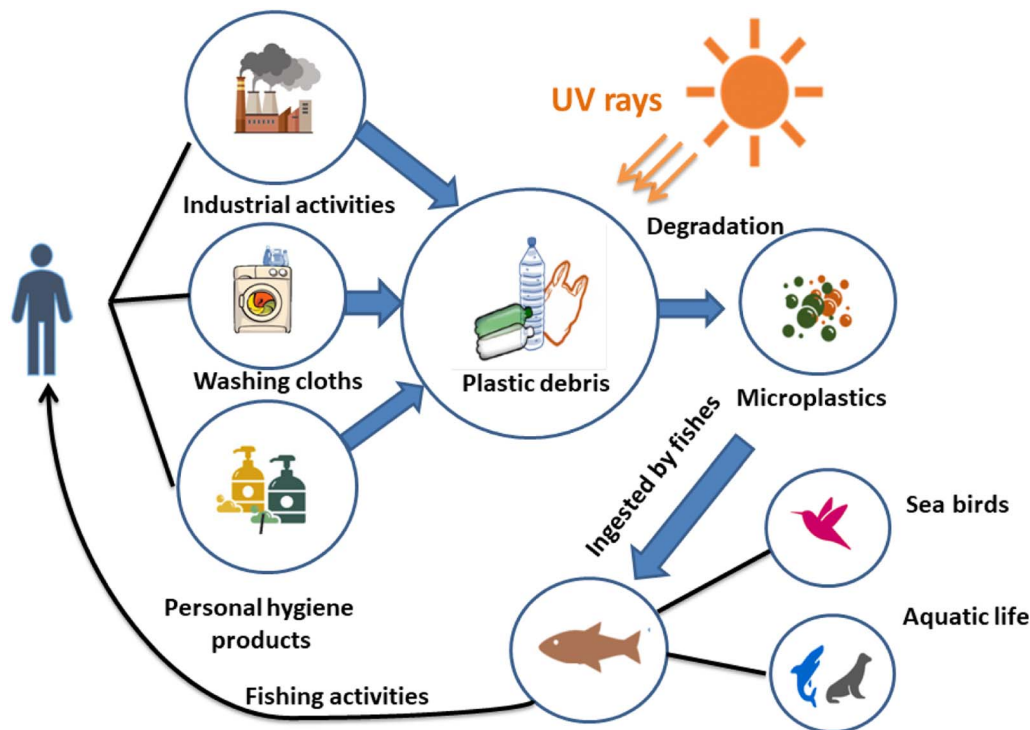 UV rays
Industrial activities
Degradation
Washing cloths
Plastic debris
Microplastics
Ingested by fishes
Sea birds
Personal hygiene
products
Aquatic life
Fishing activities